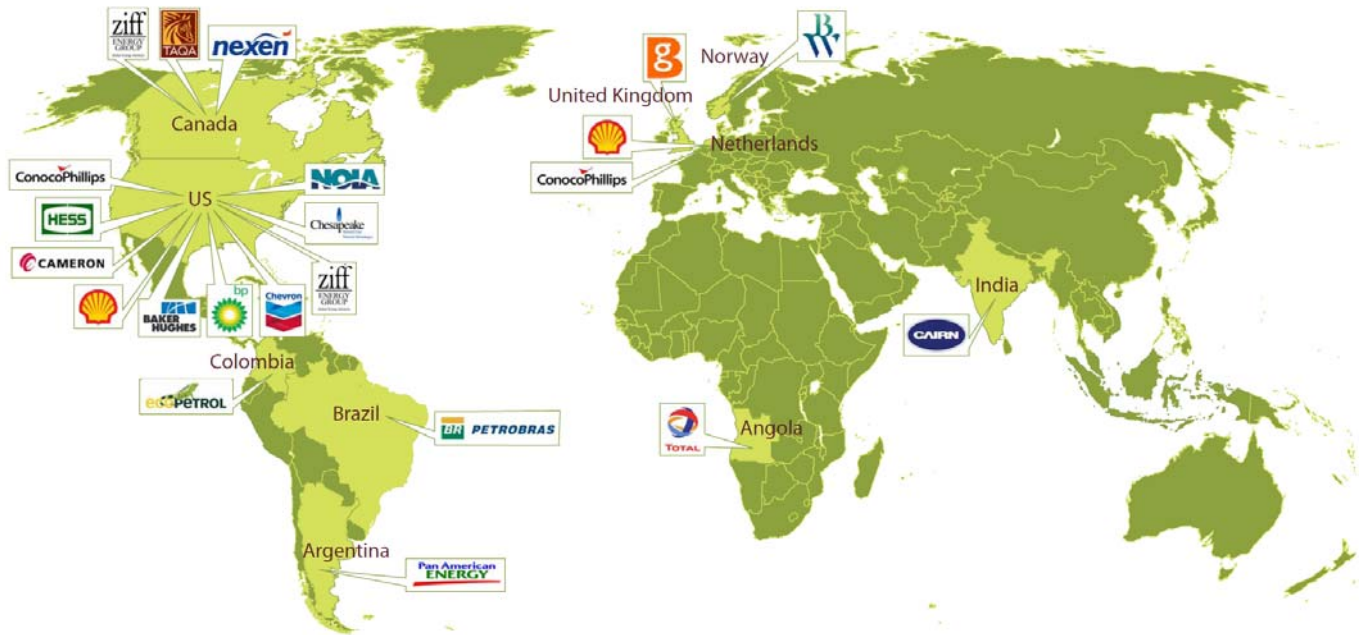 ziff
ENERGY
GROUP
TAQA
nexen
Canada
ConocoPhillips
NOIA
US
HESS
Chesapeake
CAMERON
ziff
ENERGY
GROUP
BAKER
HUGHES
bp
Chevron
Colombia
ecoPETROL
Brazil
BR PETROBRAS
Argentina
Pan American
ENERGY
g
Norway
BW
United Kingdom
Netherlands
ConocoPhillips
India
CAIRN
Angola
TOTAL